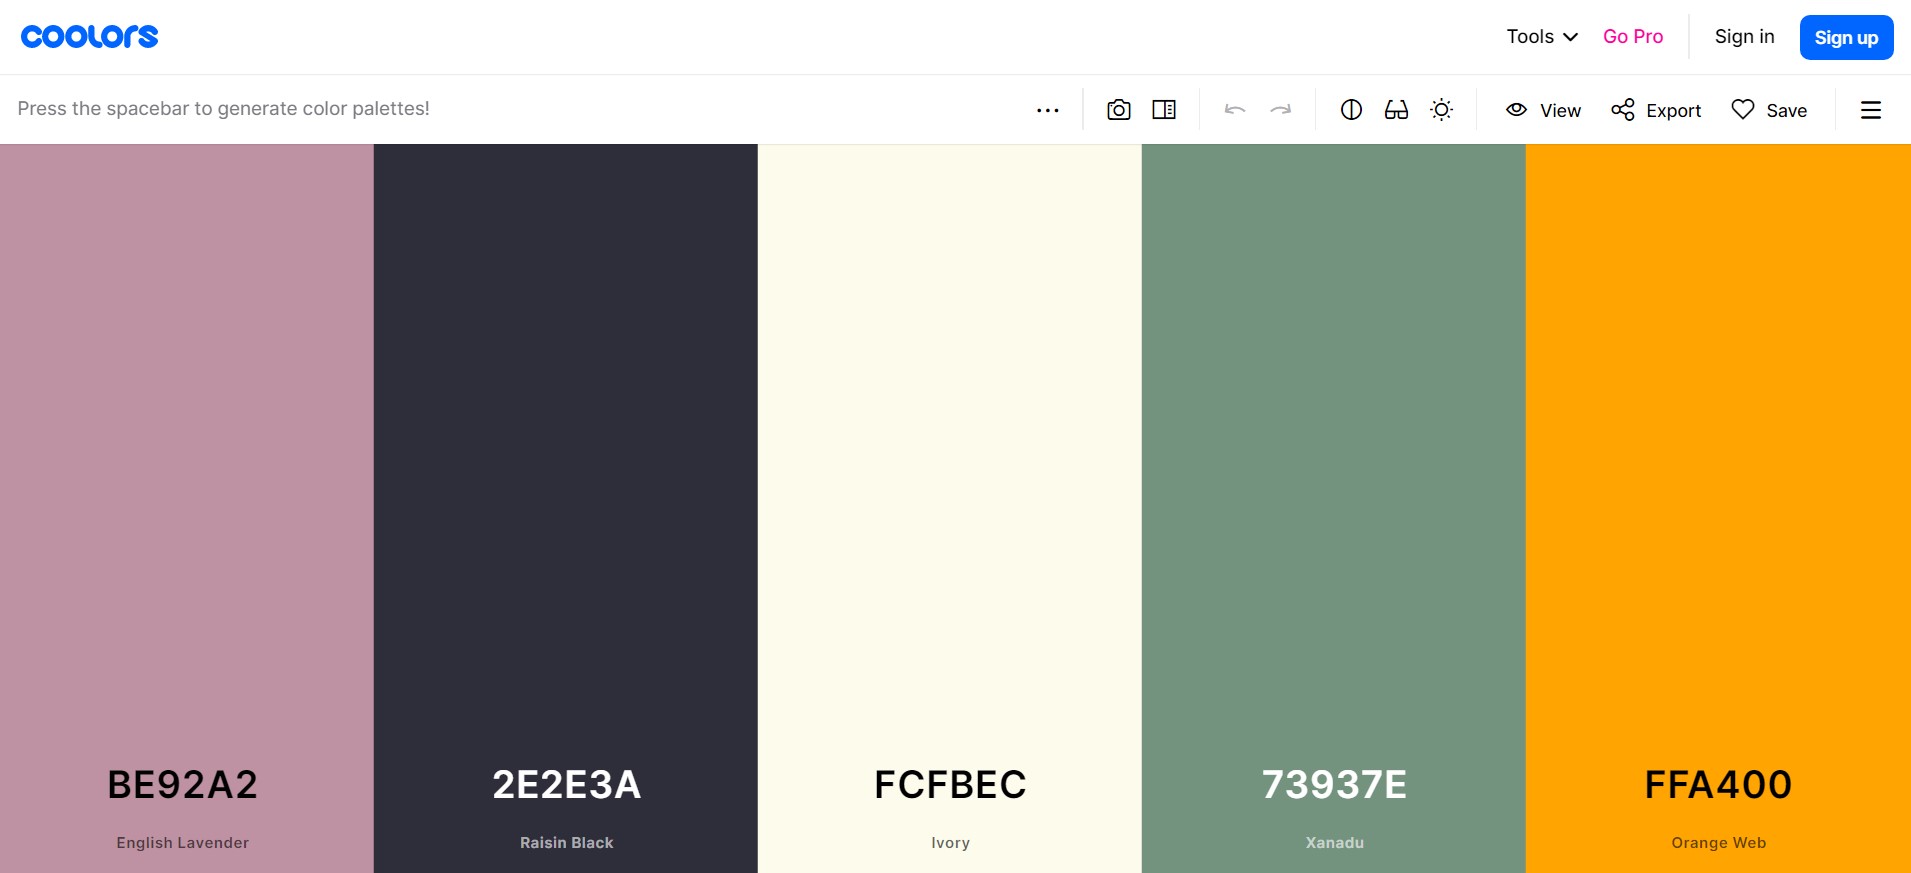 coolors
Tools Go Pro Sign in Sign up
Press the spacebar to generate color palettes!
View Export Save
BE92A2 2E2E3A FCFBEC 73937E FFA400
English Lavender Raisin Black Ivory Xanadu Orange Web